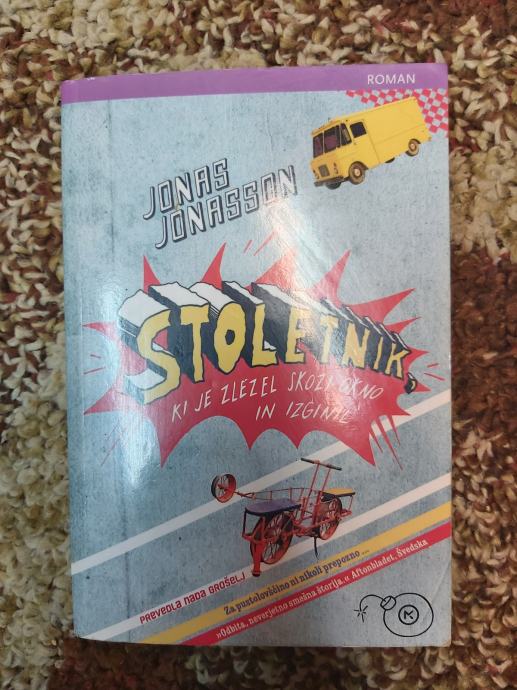 ROMAN
JONAS
JONASSON
STOLETNIK,
KI JE ZLEZEL SKOZI OKNO
IN IZGINIL
PREVEDLA NADA GROŠELJ
Za pustolovščino ni nikoli prepozno ...
»Odbita, neverjetno smešna štorija.« Aftonbladet, Švedska
K